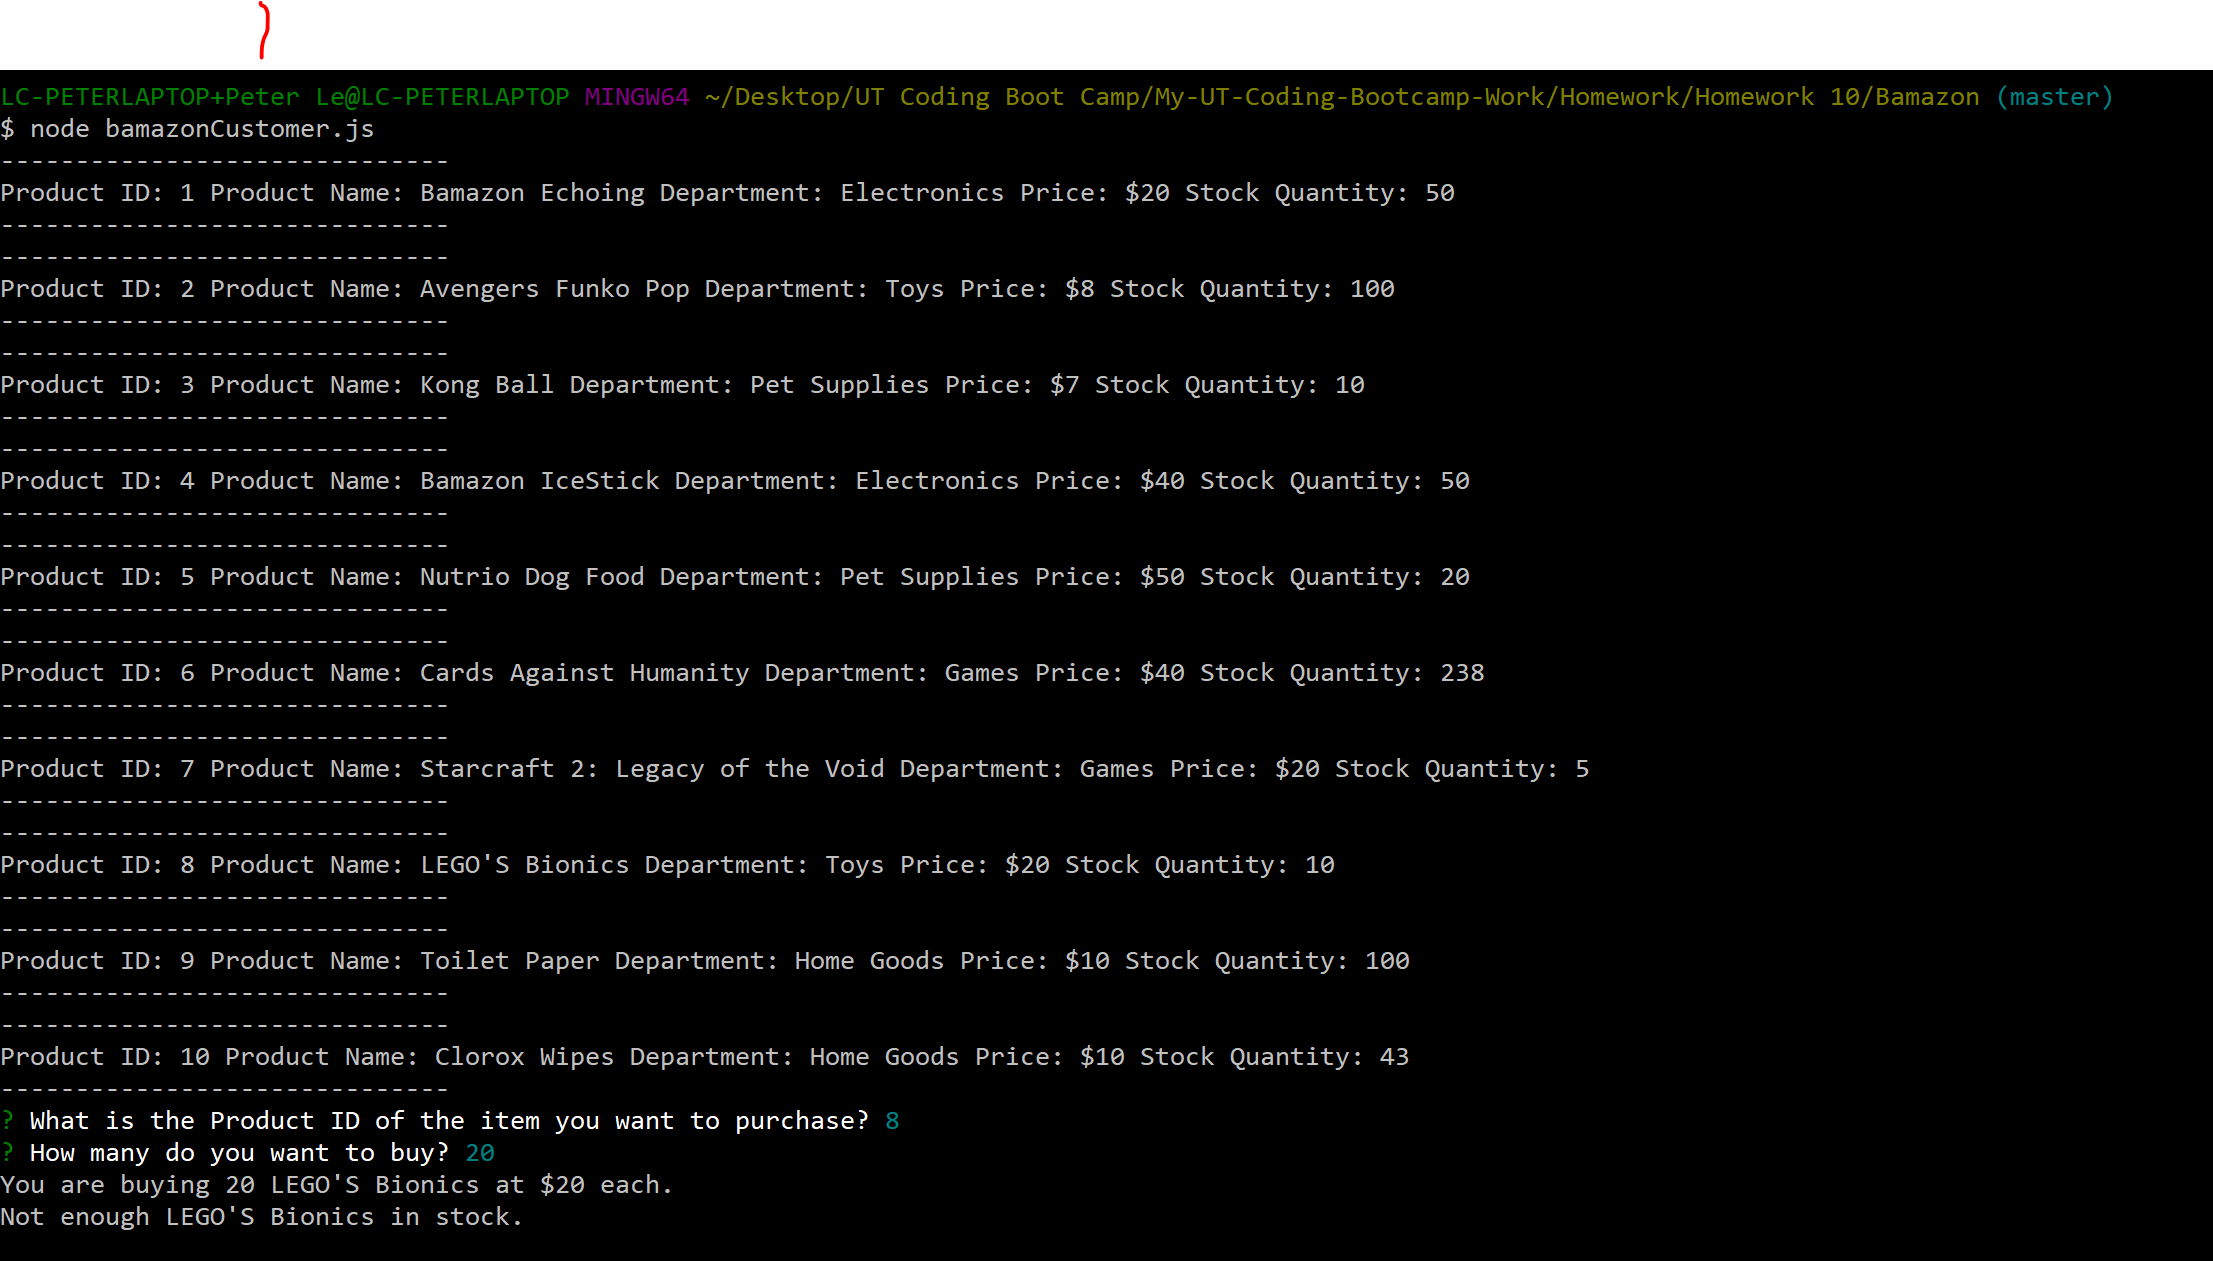 LC-PETERLAPTOP+Peter Le@LC-PETERLAPTOP MINGW64 ~/Desktop/UT Coding Boot Camp/My-UT-Coding-Bootcamp-Work/Homework/Homework 10/Bamazon (master)
$ node bamazonCustomer.js
------------------------------
Product ID: 1 Product Name: Bamazon Echoing Department: Electronics Price: $20 Stock Quantity: 50
------------------------------
------------------------------
Product ID: 2 Product Name: Avengers Funko Pop Department: Toys Price: $8 Stock Quantity: 100
------------------------------
------------------------------
Product ID: 3 Product Name: Kong Ball Department: Pet Supplies Price: $7 Stock Quantity: 10
------------------------------
------------------------------
Product ID: 4 Product Name: Bamazon IceStick Department: Electronics Price: $40 Stock Quantity: 50
------------------------------
------------------------------
Product ID: 5 Product Name: Nutrio Dog Food Department: Pet Supplies Price: $50 Stock Quantity: 20
------------------------------
------------------------------
Product ID: 6 Product Name: Cards Against Humanity Department: Games Price: $40 Stock Quantity: 238
------------------------------
------------------------------
Product ID: 7 Product Name: Starcraft 2: Legacy of the Void Department: Games Price: $20 Stock Quantity: 5
------------------------------
------------------------------
Product ID: 8 Product Name: LEGO'S Bionics Department: Toys Price: $20 Stock Quantity: 10
------------------------------
------------------------------
Product ID: 9 Product Name: Toilet Paper Department: Home Goods Price: $10 Stock Quantity: 100
------------------------------
------------------------------
Product ID: 10 Product Name: Clorox Wipes Department: Home Goods Price: $10 Stock Quantity: 43
------------------------------
? What is the Product ID of the item you want to purchase? 8
? How many do you want to buy? 20
You are buying 20 LEGO'S Bionics at $20 each.
Not enough LEGO'S Bionics in stock.